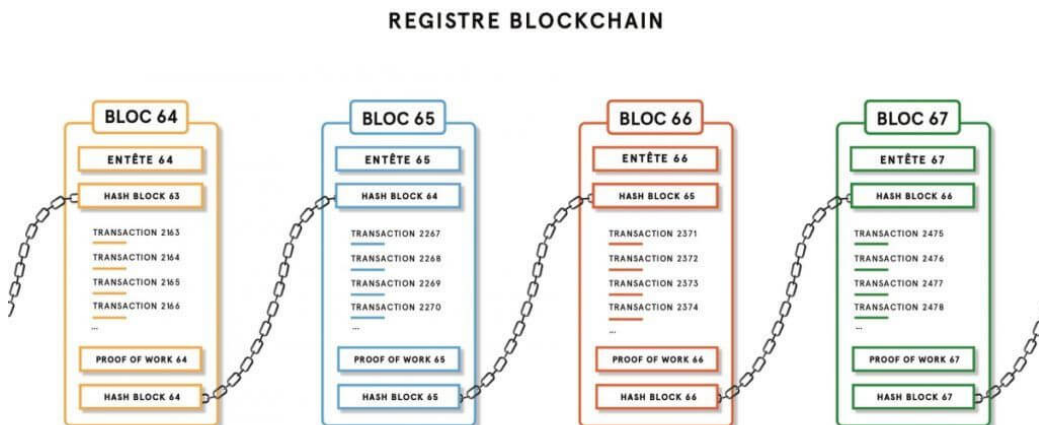 REGISTRE BLOCKCHAIN
BLOC 64
ENTÊTE 64
HASH BLOCK 63
TRANSACTION 2163
TRANSACTION 2164
TRANSACTION 2165
TRANSACTION 2166
...
PROOF OF WORK 64
HASH BLOCK 64
BLOC 65
ENTÊTE 65
HASH BLOCK 64
TRANSACTION 2267
TRANSACTION 2268
TRANSACTION 2269
TRANSACTION 2270
...
PROOF OF WORK 65
HASH BLOCK 65
BLOC 66
ENTÊTE 66
HASH BLOCK 65
TRANSACTION 2371
TRANSACTION 2372
TRANSACTION 2373
TRANSACTION 2374
...
PROOF OF WORK 66
HASH BLOCK 66
BLOC 67
ENTÊTE 67
HASH BLOCK 66
TRANSACTION 2475
TRANSACTION 2476
TRANSACTION 2477
TRANSACTION 2478
...
PROOF OF WORK 67
HASH BLOCK 67